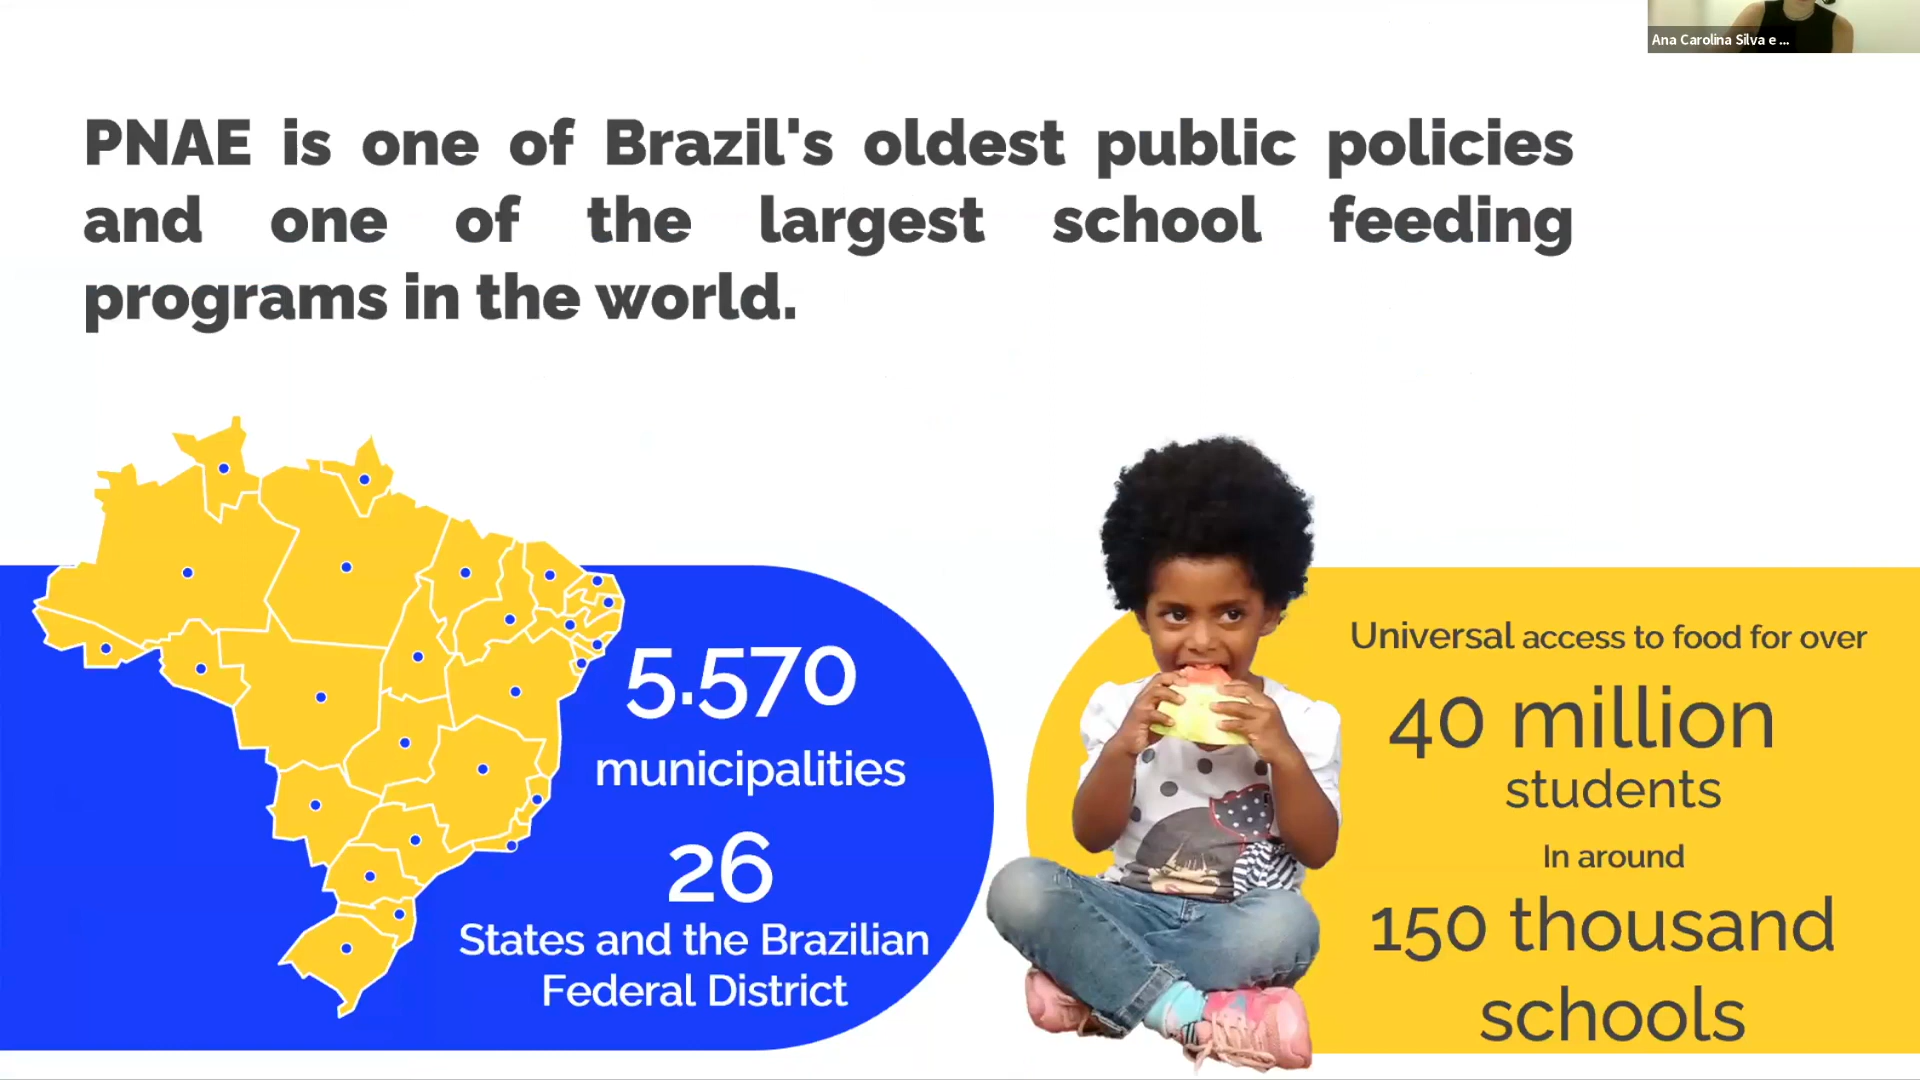 Ana Carolina Silva e ...
PNAE is one of Brazil's oldest public policies
and one of the largest school feeding
programs in the world.
5.570
municipalities
26
States and the Brazilian
Federal District
Universal access to food for over
40 million
students
In around
150 thousand
schools